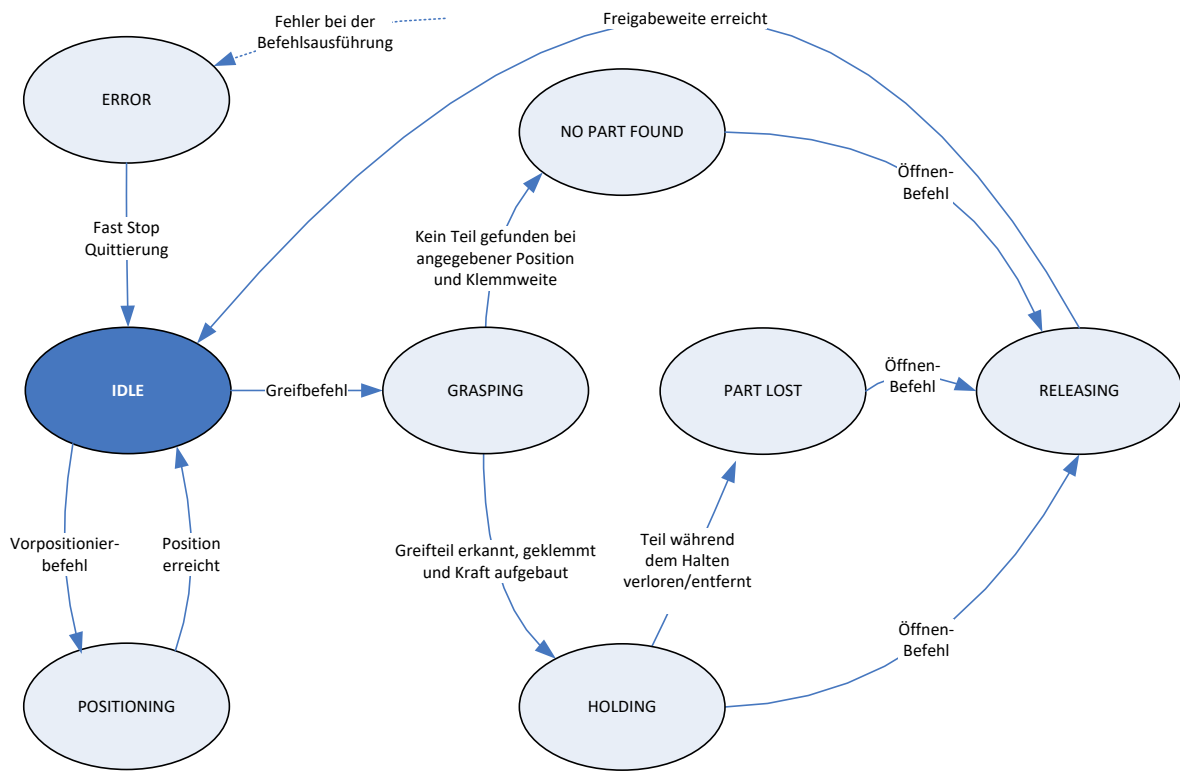 Fehler bei der
Befehlsausführung
Freigabeweite erreicht
ERROR
NO PART FOUND
Öffnen-
Befehl
Fast Stop
Quittierung
Kein Teil gefunden bei
angegebener Position
und Klemmweite
IDLE
Greifbefehl
GRASPING
PART LOST
Öffnen-
Befehl
RELEASING
Vorpositionier-
befehl
Position
erreicht
Greifteil erkannt, geklemmt
und Kraft aufgebaut
Teil während
dem Halten
verloren/entfernt
Öffnen-
Befehl
POSITIONING
HOLDING